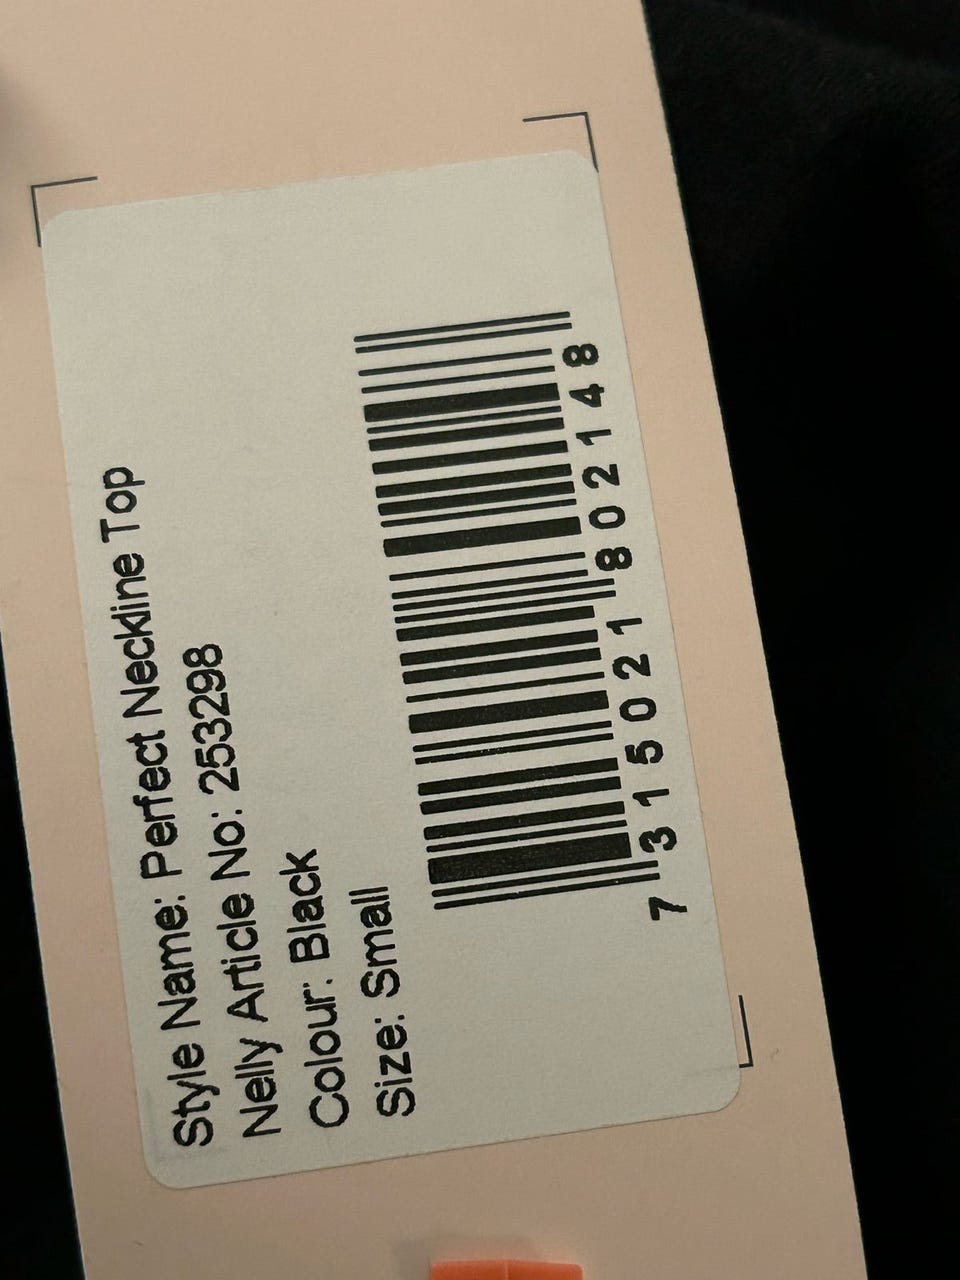 Style Name: Perfect Neckline Top
Nelly Article No: 253298
Colour: Black
Size: Small
7 315021 802148